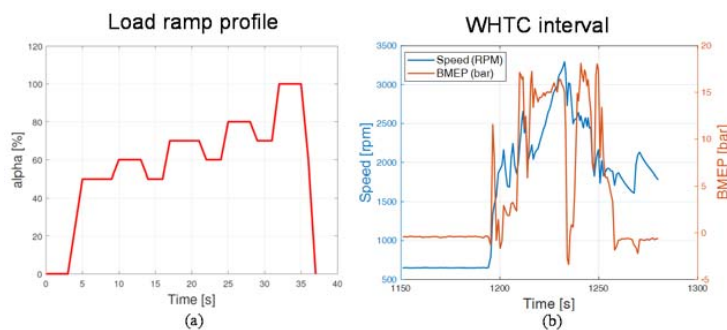 Load ramp profile
120
100
80
60
40
20
0
alpha [%]
0 5 10 15 20 25 30 35 40
Time [s]
(a)
WHTC interval
3500
3000
2500
2000
1500
1000
500
Speed [rpm]
Speed (RPM)
BMEP (bar)
20
15
10
5
0
-5
BMEP [bar]
1150 1200 1250 1300
Time [s]
(b)